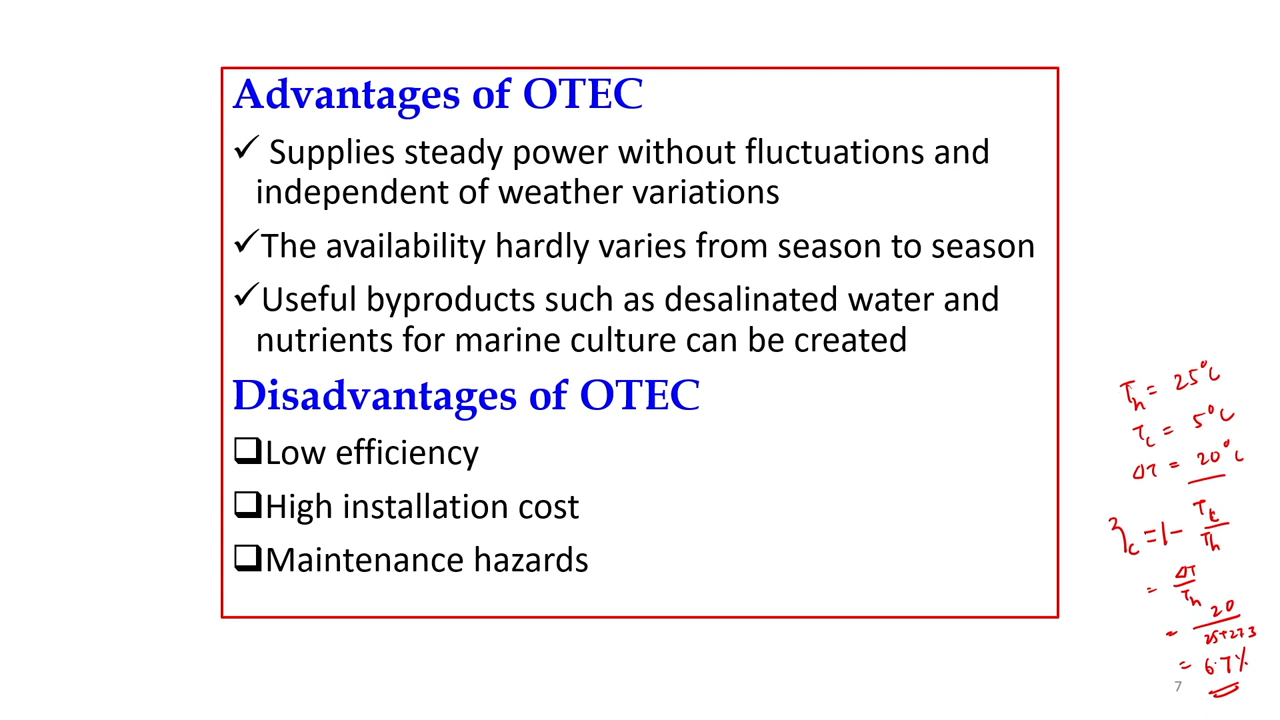 Advantages of OTEC
✓ Supplies steady power without fluctuations and
independent of weather variations
✓The availability hardly varies from season to season
✓Useful byproducts such as desalinated water and
nutrients for marine culture can be created
Disadvantages of OTEC
❑Low efficiency
❑High installation cost
❑Maintenance hazards
Th = 25°C
Tc = 5°C
ΔT = 20°C
ηc = 1 - Tc/Th
= ΔT/Th
= 20/25+273
= 6.7%
7